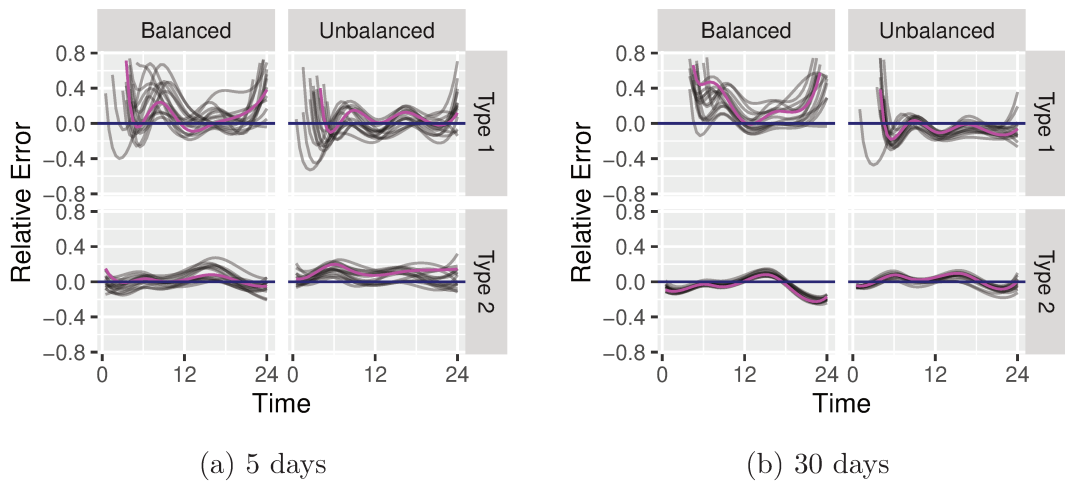 Balanced Unbalanced
Relative Error
0.8
0.4
0.0
−0.4
−0.8
Type 1
0.8
0.4
0.0
−0.4
−0.8
Type 2
0 12 24 0 12 24
Time
(a) 5 days
Balanced Unbalanced
Relative Error
0.8
0.4
0.0
−0.4
−0.8
Type 1
0.8
0.4
0.0
−0.4
−0.8
Type 2
0 12 24 0 12 24
Time
(b) 30 days